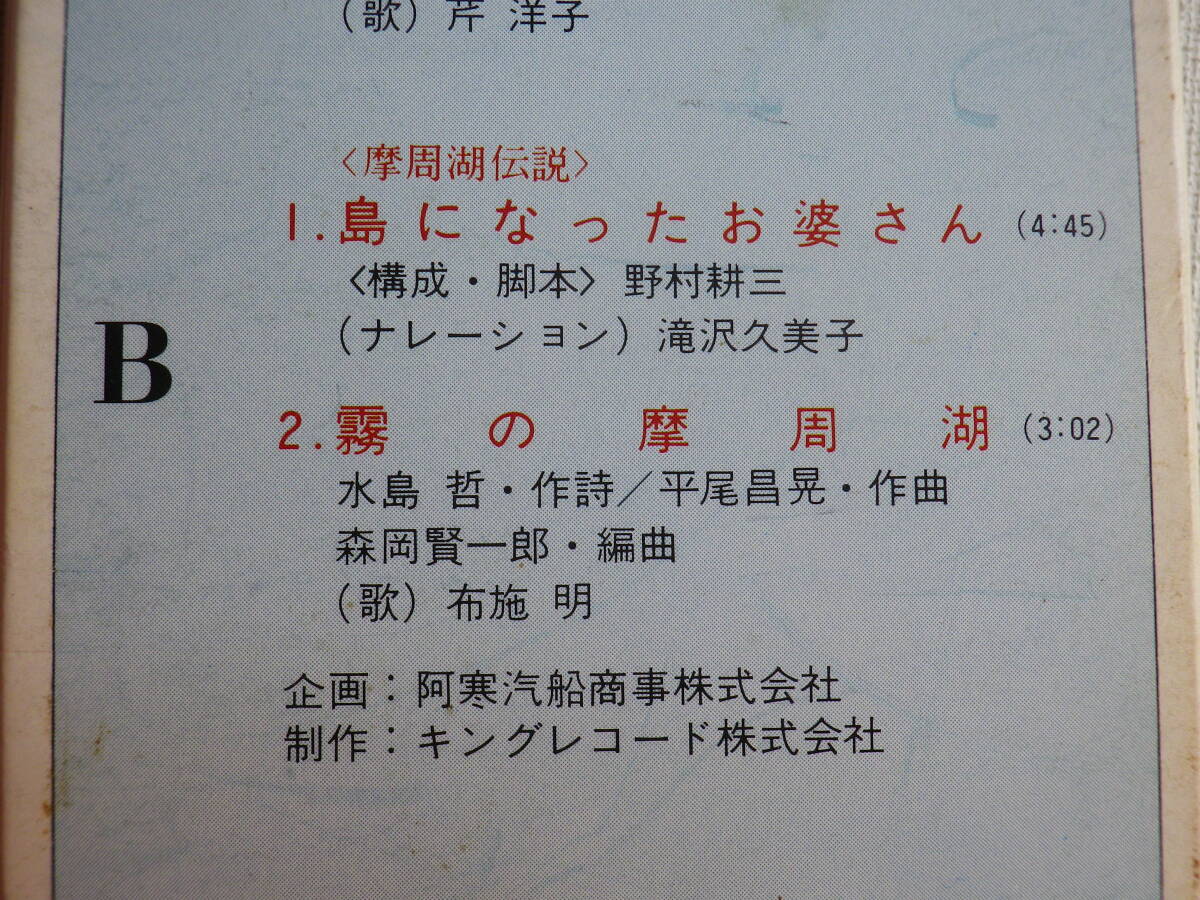 (歌) 芹 洋子
〈摩周湖伝説〉
1.島になったお婆さん (4:45)
〈構成・脚本〉 野村耕三
(ナレーション) 滝沢久美子
B
2.霧の摩周湖 (3:02)
水島 哲・作詩/平尾昌晃・作曲
森岡賢一郎・編曲
(歌) 布施 明
企画:阿寒汽船商事株式会社
制作:キングレコード株式会社